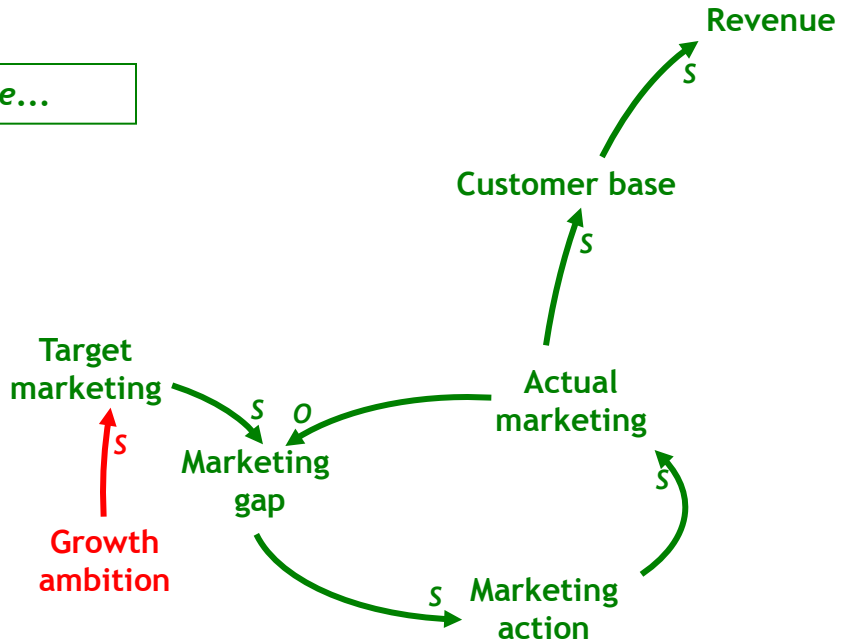 Revenue
e...
S
Customer base
S
Target
marketing
Actual
marketing
S
O
S
Marketing
gap
S
Growth
ambition
S
Marketing
action